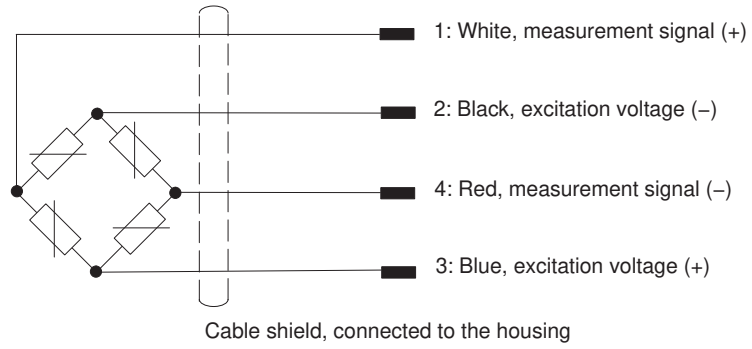 1: White, measurement signal (+)
2: Black, excitation voltage (−)
4: Red, measurement signal (−)
3: Blue, excitation voltage (+)
Cable shield, connected to the housing